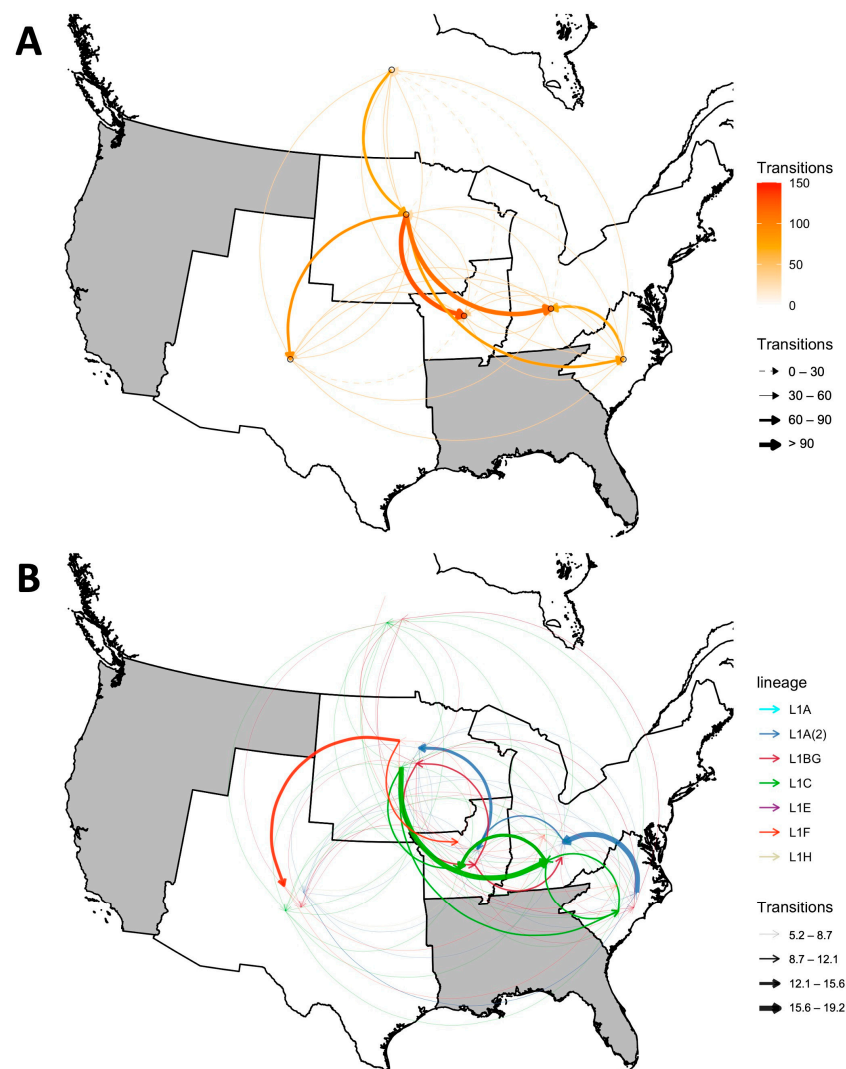 A
Transitions
150
100
50
0
Transitions
0 – 30
30 – 60
60 – 90
> 90
B
lineage
L1A
L1A(2)
L1BG
L1C
L1E
L1F
L1H
Transitions
5.2 – 8.7
8.7 – 12.1
12.1 – 15.6
15.6 – 19.2